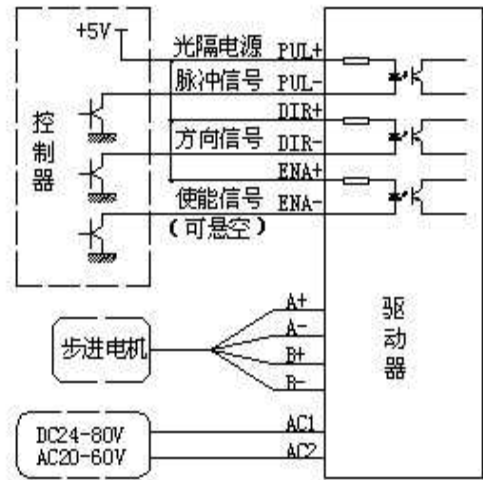 +5V
光隔电源 PUL+
脉冲信号 PUL-
DIR+
方向信号 DIR-
ENA+
使能信号 ENA-
(可悬空)
控制器
A+
A-
B+
B-
步进电机
驱动器
DC24-80V
AC20-60V
AC1
AC2